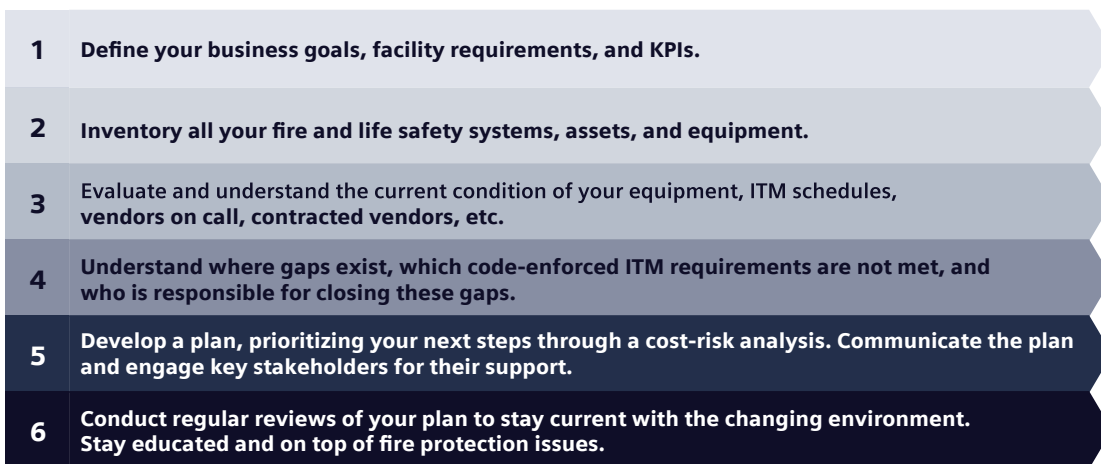 1 Define your business goals, facility requirements, and KPIs.
2 Inventory all your fire and life safety systems, assets, and equipment.
3 Evaluate and understand the current condition of your equipment, ITM schedules,
vendors on call, contracted vendors, etc.
4 Understand where gaps exist, which code-enforced ITM requirements are not met, and
who is responsible for closing these gaps.
5 Develop a plan, prioritizing your next steps through a cost-risk analysis. Communicate the plan
and engage key stakeholders for their support.
6 Conduct regular reviews of your plan to stay current with the changing environment.
Stay educated and on top of fire protection issues.